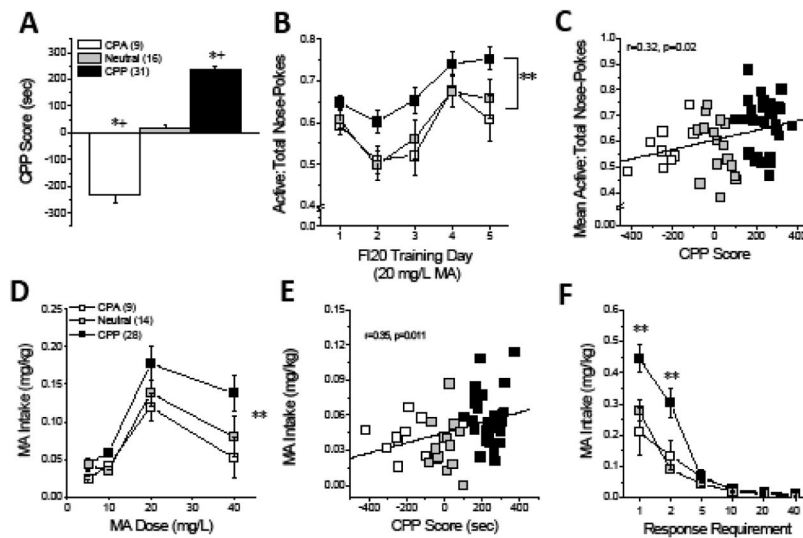 A
CPA (9)
Neutral (16)
CPP (31)
*+
*+
CPP Score (sec)
250
200
150
100
50
0
-50
-100
-150
-200
-250
B
Active:Total Nose-Pokes
0.8
0.7
0.6
0.5
0.4
0.00
**
1 2 3 4 5
FI20 Training Day
(20 mg/L MA)
C
r=0.32, p=0.02
Mean Active:Total Nose-Pokes
1.0
0.9
0.8
0.7
0.6
0.5
0.4
0.00
-400 -200 0 200 400
CPP Score
D
CPA (9)
Neutral (14)
CPP (28)
MA Intake (mg/kg)
0.25
0.20
0.15
0.10
0.05
0.00
**
0 10 20 30 40
MA Dose (mg/L)
E
r=0.35, p=0.011
MA Intake (mg/kg)
0.15
0.12
0.09
0.06
0.03
0.00
-400 -200 0 200 400
CPP Score (sec)
F
MA Intake (mg/kg)
0.6
0.5
0.4
0.3
0.2
0.1
0.0
**
**
1 2 5 10 20 40
Response Requirement